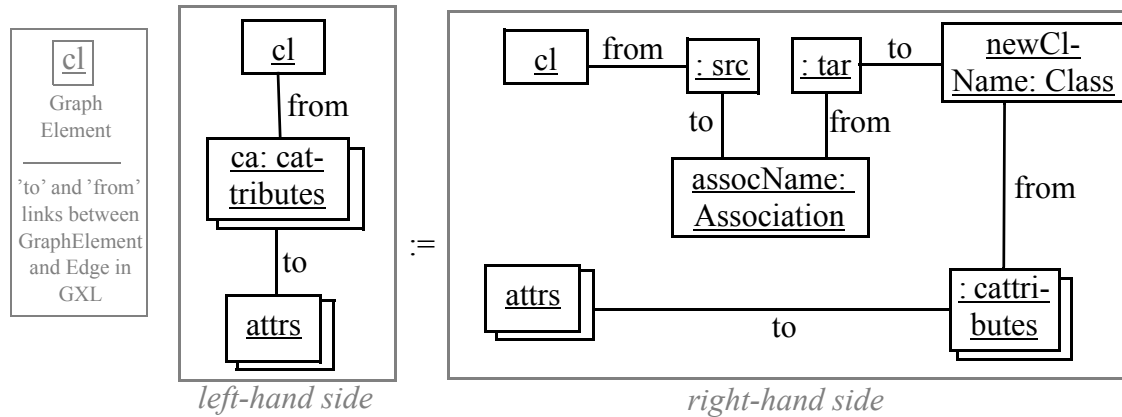 cl
Graph
Element
'to' and 'from'
links between
GraphElement
and Edge in
GXL
cl
from
ca: cat-
tributes
to
attrs
left-hand side
:=
cl
from
: src
: tar
to
newCl-
Name: Class
to
from
assocName:
Association
from
attrs
to
: cattri-
butes
right-hand side